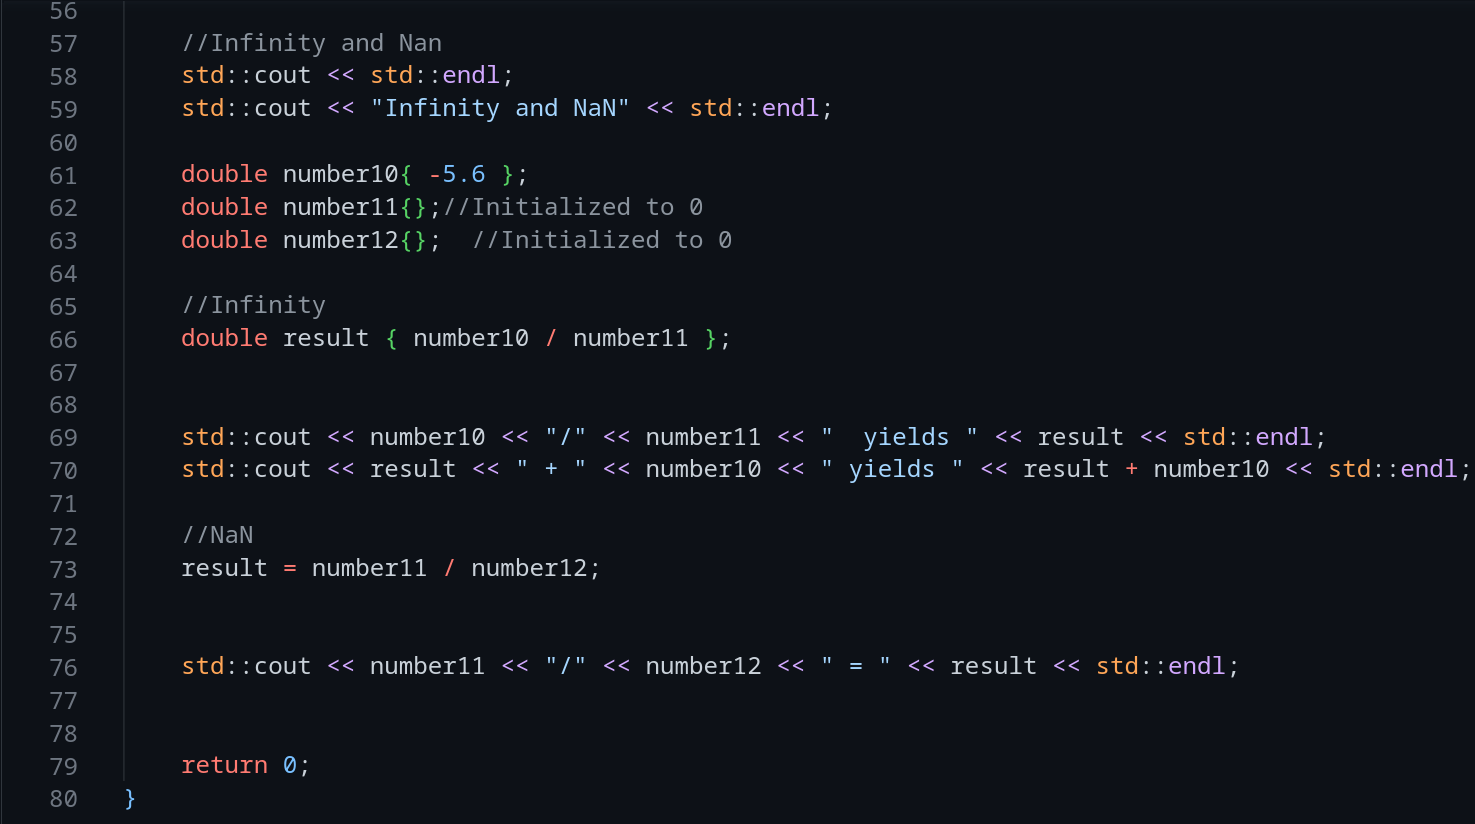 56
57 //Infinity and Nan
58 std::cout << std::endl;
59 std::cout << "Infinity and NaN" << std::endl;
60
61 double number10{ -5.6 };
62 double number11{};//Initialized to 0
63 double number12{};  //Initialized to 0
64
65 //Infinity
66 double result { number10 / number11 };
67
68
69 std::cout << number10 << "/" << number11 << "  yields " << result << std::endl;
70 std::cout << result << " + " << number10 << " yields " << result + number10 << std::endl;
71
72 //NaN
73 result = number11 / number12;
74
75
76 std::cout << number11 << "/" << number12 << " = " << result << std::endl;
77
78
79 return 0;
80 }